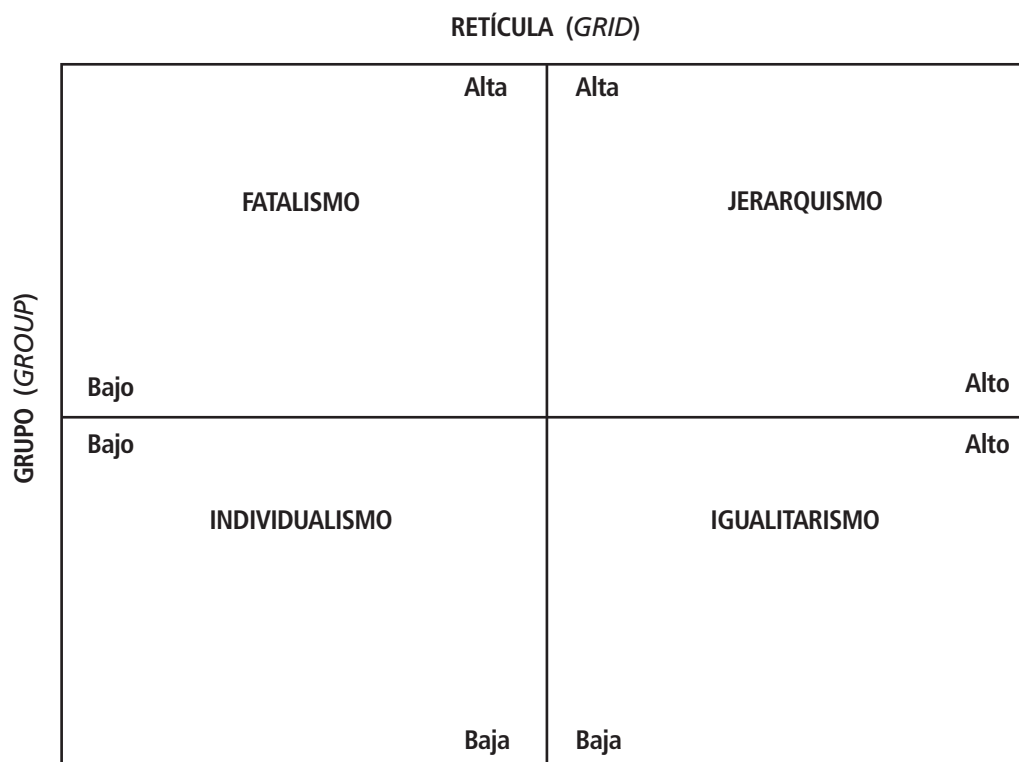 RETÍCULA (GRID)
Alta
Alta
FATALISMO
JERARQUISMO
GRUPO (GROUP)
Bajo
Alto
Bajo
Alto
INDIVIDUALISMO
IGUALITARISMO
Baja
Baja